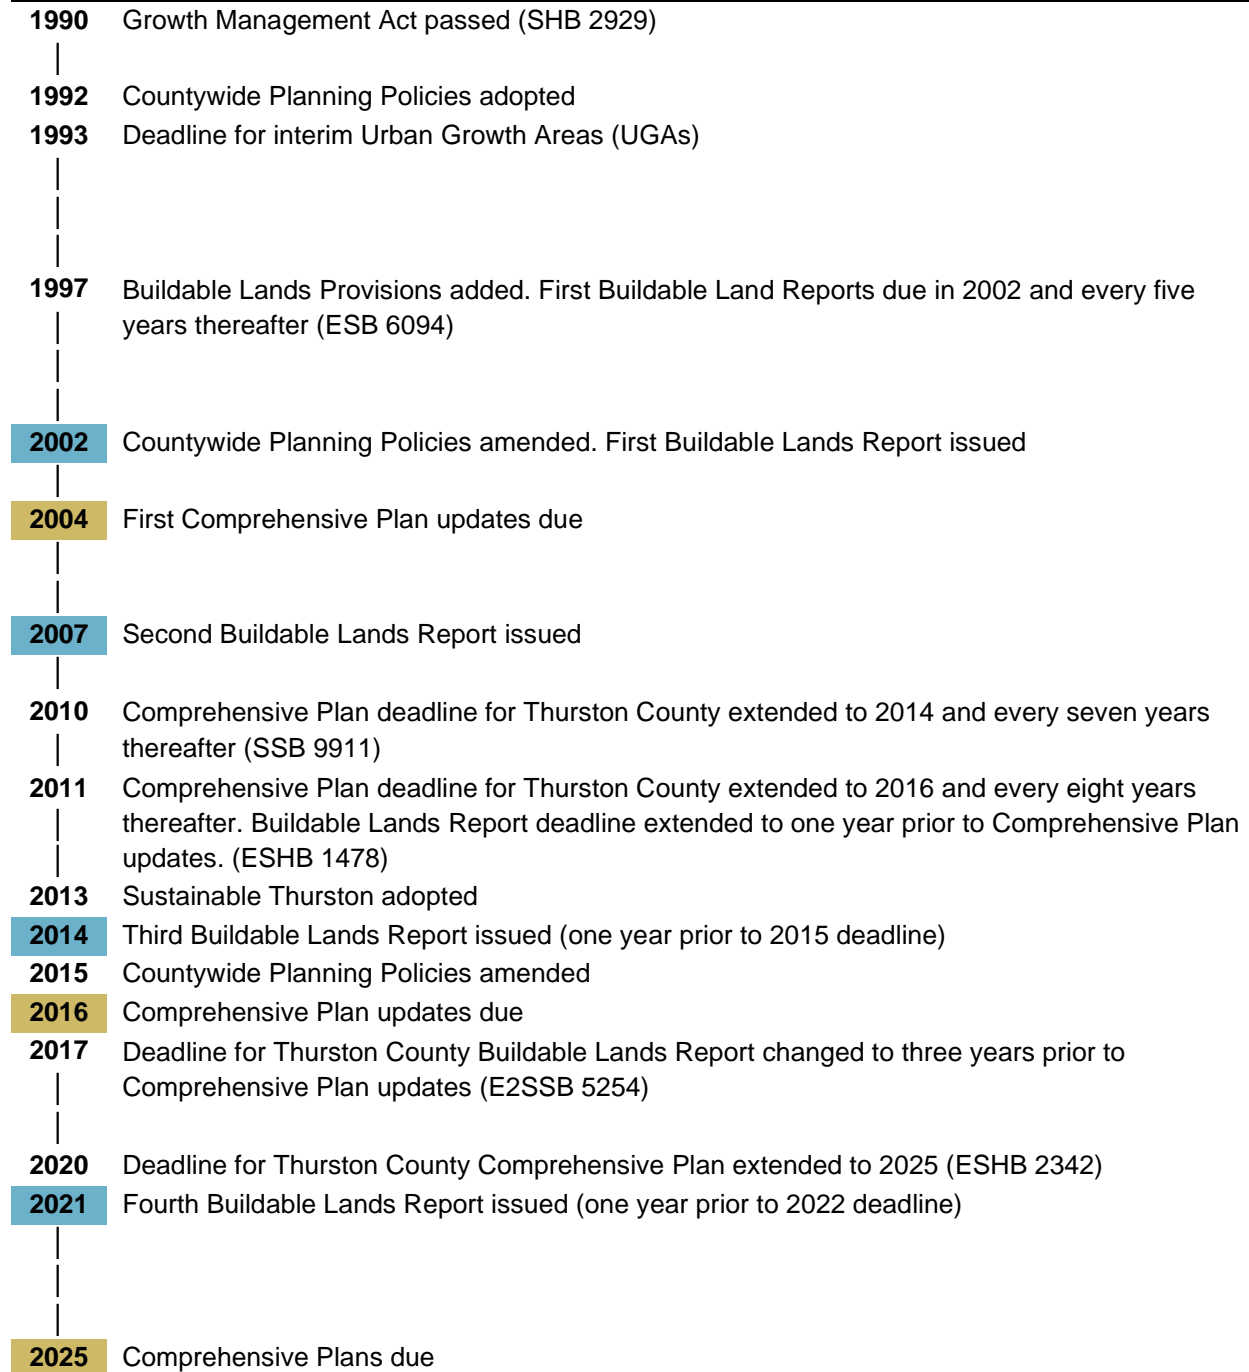 1990 Growth Management Act passed (SHB 2929)
1992 Countywide Planning Policies adopted
1993 Deadline for interim Urban Growth Areas (UGAs)
1997 Buildable Lands Provisions added. First Buildable Land Reports due in 2002 and every five
years thereafter (ESB 6094)
2002 Countywide Planning Policies amended. First Buildable Lands Report issued
2004 First Comprehensive Plan updates due
2007 Second Buildable Lands Report issued
2010 Comprehensive Plan deadline for Thurston County extended to 2014 and every seven years
thereafter (SSB 9911)
2011 Comprehensive Plan deadline for Thurston County extended to 2016 and every eight years
thereafter. Buildable Lands Report deadline extended to one year prior to Comprehensive Plan
updates. (ESHB 1478)
2013 Sustainable Thurston adopted
2014 Third Buildable Lands Report issued (one year prior to 2015 deadline)
2015 Countywide Planning Policies amended
2016 Comprehensive Plan updates due
2017 Deadline for Thurston County Buildable Lands Report changed to three years prior to
Comprehensive Plan updates (E2SSB 5254)
2020 Deadline for Thurston County Comprehensive Plan extended to 2025 (ESHB 2342)
2021 Fourth Buildable Lands Report issued (one year prior to 2022 deadline)
2025 Comprehensive Plans due